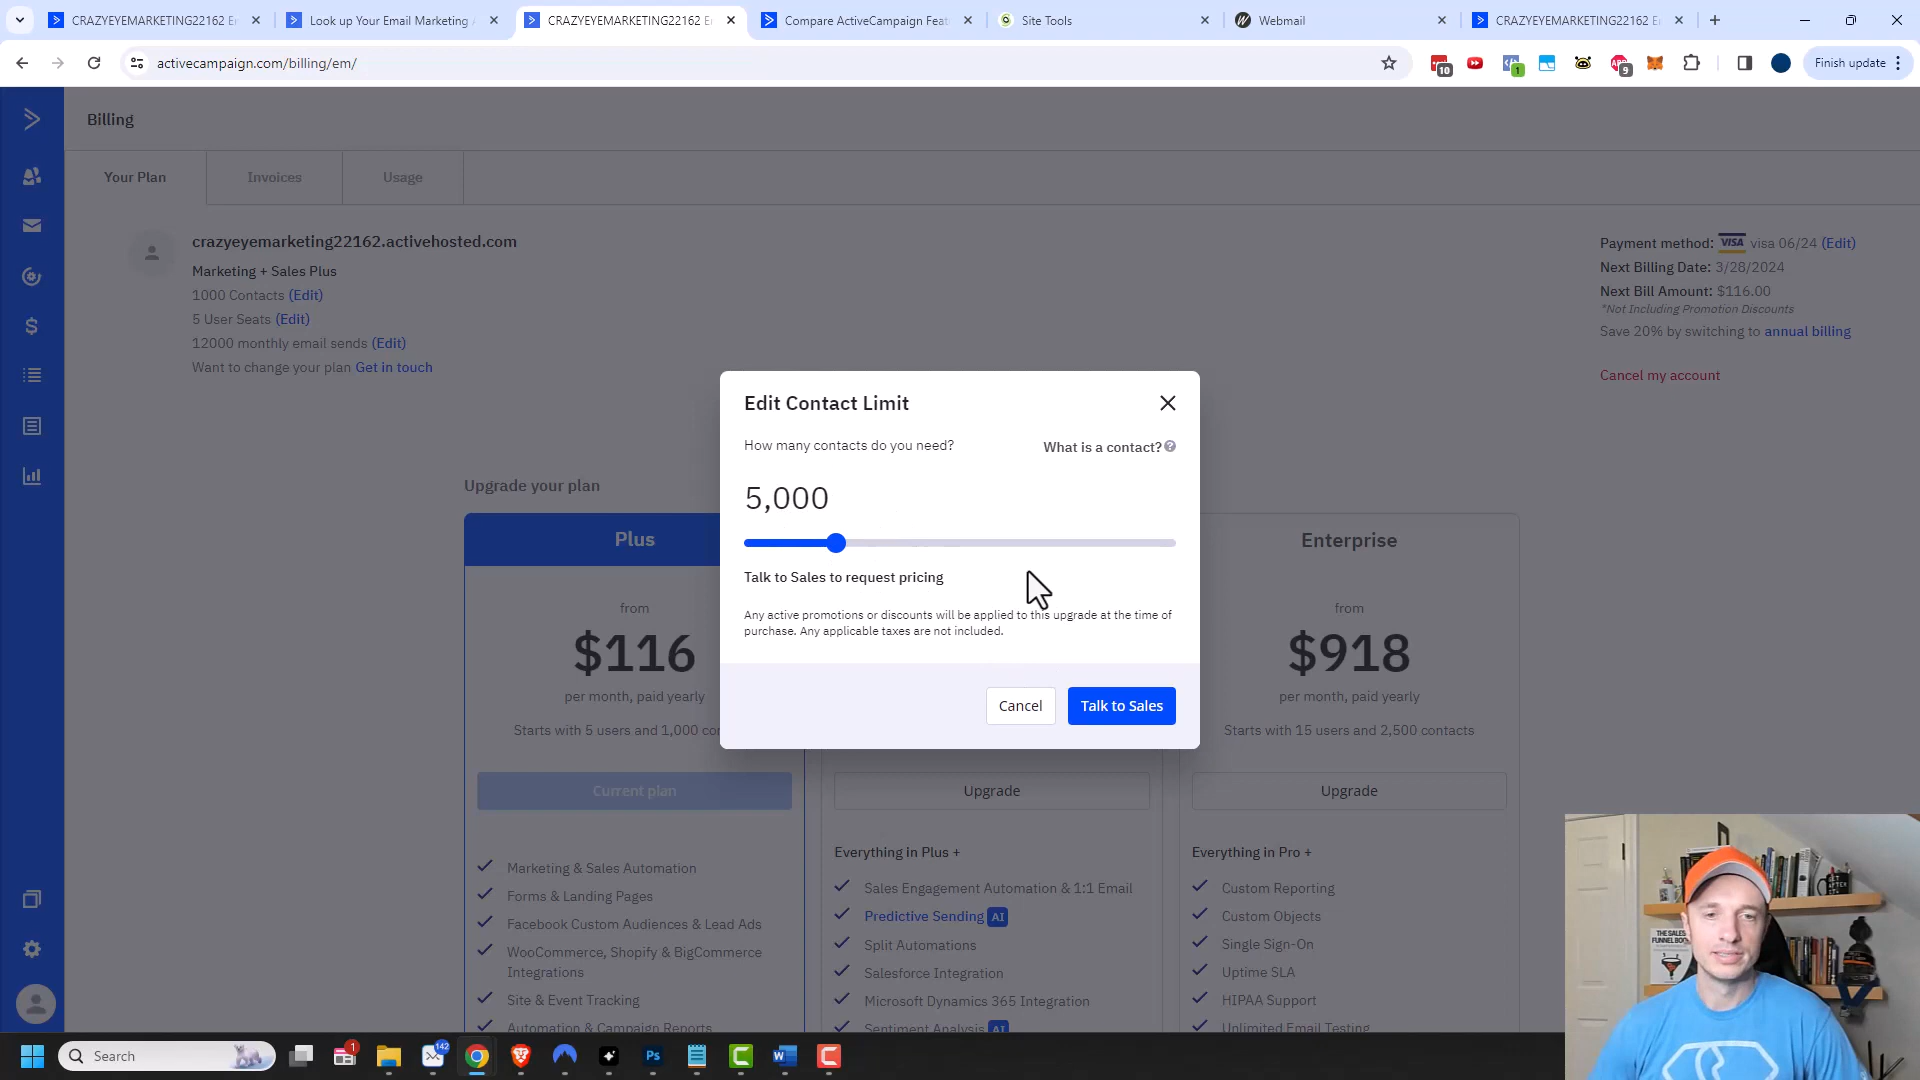 CRAZYEYEMARKETING22162 E
Look up Your Email Marketing
CRAZYEYEMARKETING22162 E
Compare ActiveCampaign Feat
Site Tools
Webmail
CRAZYEYEMARKETING22162 E
activecampaign.com/billing/em/
10
1
9
Finish update
Billing
Your Plan
Invoices
Usage
crazyeyemarketing22162.activehosted.com
Marketing + Sales Plus
1000 Contacts (Edit)
5 User Seats (Edit)
12000 monthly email sends (Edit)
Want to change your plan Get in touch
Payment method: VISA visa 06/24 (Edit)
Next Billing Date: 3/28/2024
Next Bill Amount: $116.00
*Not Including Promotion Discounts
Save 20% by switching to annual billing
Cancel my account
Edit Contact Limit
How many contacts do you need?
What is a contact?
5,000
Talk to Sales to request pricing
Any active promotions or discounts will be applied to this upgrade at the time of
purchase. Any applicable taxes are not included.
Cancel
Talk to Sales
Upgrade your plan
Plus
from
$116
per month, paid yearly
Starts with 5 users and 1,000 co
Current plan
Marketing & Sales Automation
Forms & Landing Pages
Facebook Custom Audiences & Lead Ads
WooCommerce, Shopify & BigCommerce
Integrations
Site & Event Tracking
Automation & Campaign Reports
Upgrade
Everything in Plus +
Sales Engagement Automation & 1:1 Email
Predictive Sending AI
Split Automations
Salesforce Integration
Microsoft Dynamics 365 Integration
Sentiment Analysis AI
Enterprise
from
$918
per month, paid yearly
Starts with 15 users and 2,500 contacts
Upgrade
Everything in Pro +
Custom Reporting
Custom Objects
Single Sign-On
Uptime SLA
HIPAA Support
Unlimited Email Testing
THE SALES
FUNNEL BOO
Search
1
142
Ps
W